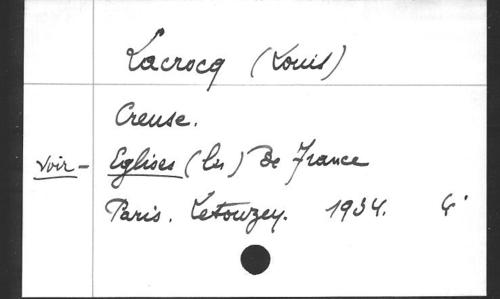 Lacrocq (Louis)
Creuse.
Voir - Eglises (les) de France
Paris. Letouzey. 1934. 4°